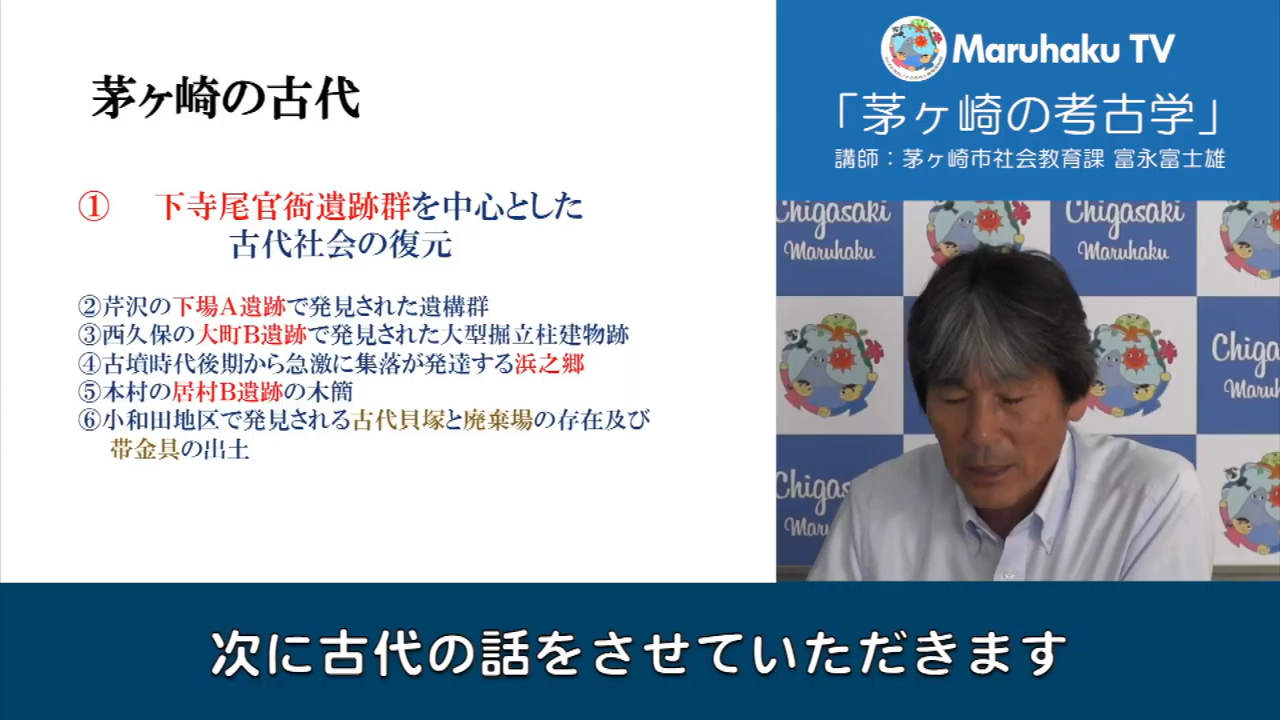 茅ヶ崎の古代
① 下寺尾官衙遺跡群を中心とした
古代社会の復元
②芹沢の下場A遺跡で発見された遺構群
③西久保の大町B遺跡で発見された大型掘立柱建物跡
④古墳時代後期から急激に集落が発達する浜之郷
⑤本村の居村B遺跡の木簡
⑥小和田地区で発見される古代貝塚と廃棄場の存在及び
帯金具の出土
Maruhaku TV
「茅ヶ崎の考古学」
講師：茅ヶ崎市社会教育課 富永富士雄
Chigasaki
Maruhaku
Chigasaki
Maruhaku
Chiga
Maru
Chigas
Maru
次に古代の話をさせていただきます